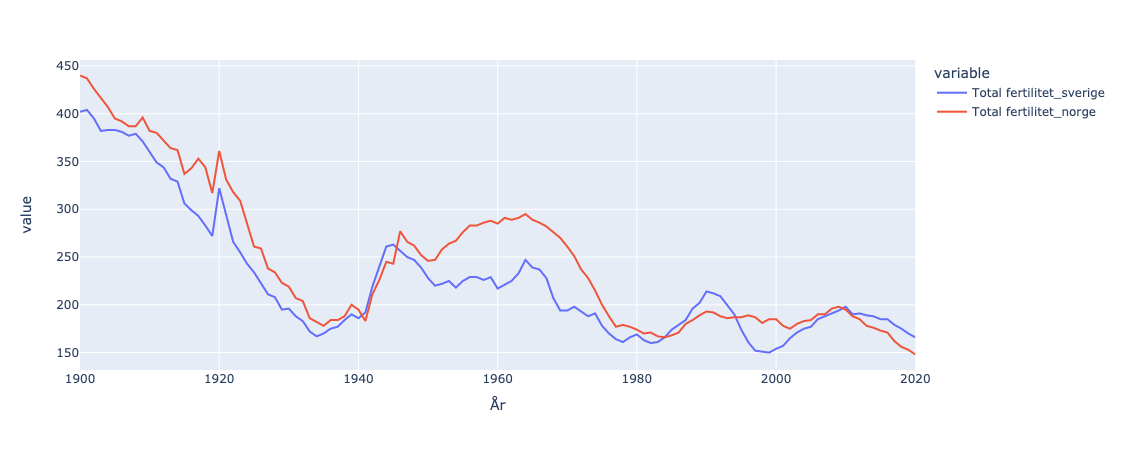 variable
Total fertilitet_sverige
Total fertilitet_norge
value
450
400
350
300
250
200
150
1900 1920 1940 1960 1980 2000 2020
År